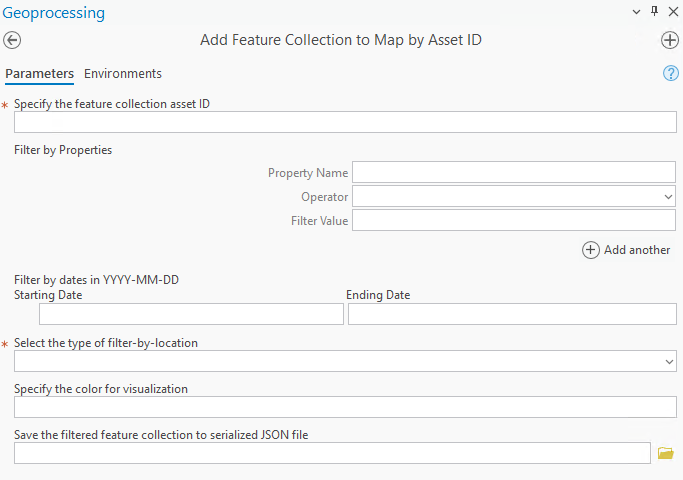 Geoprocessing
Add Feature Collection to Map by Asset ID
Parameters Environments
?
* Specify the feature collection asset ID
Filter by Properties
Property Name
Operator
Filter Value
Add another
Filter by dates in YYYY-MM-DD
Starting Date Ending Date
* Select the type of filter-by-location
Specify the color for visualization
Save the filtered feature collection to serialized JSON file